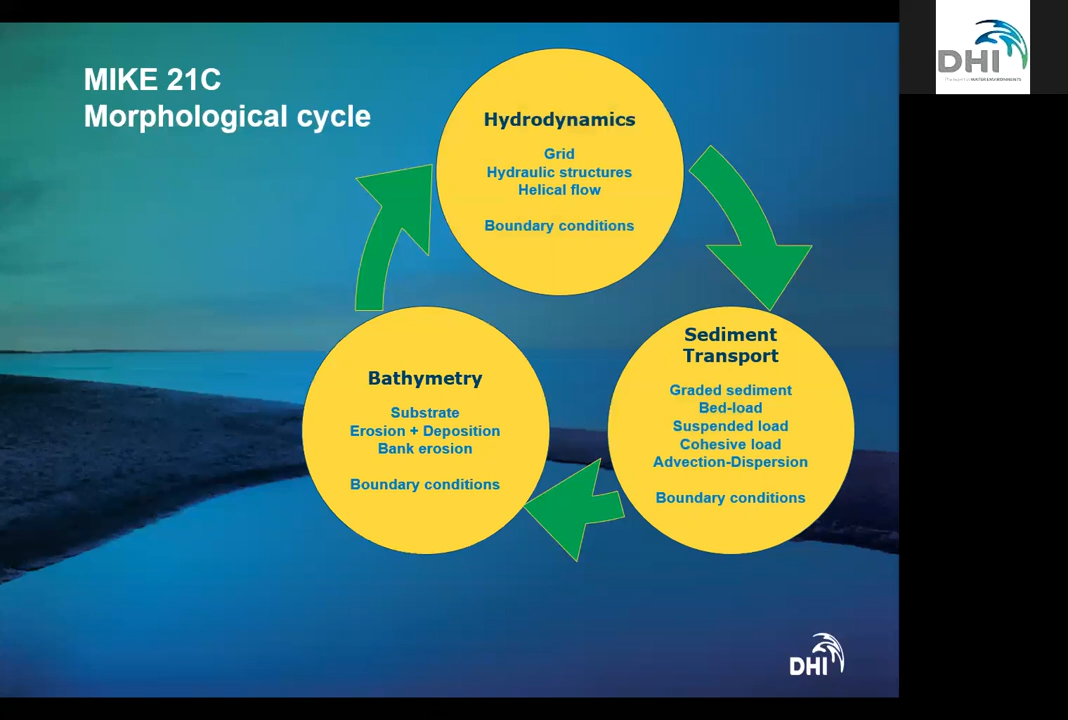 MIKE 21C
Morphological cycle
Hydrodynamics
Grid
Hydraulic structures
Helical flow
Boundary conditions
Sediment
Transport
Graded sediment
Bed-load
Suspended load
Cohesive load
Advection-Dispersion
Boundary conditions
Bathymetry
Substrate
Erosion + Deposition
Bank erosion
Boundary conditions
DHI
DHI